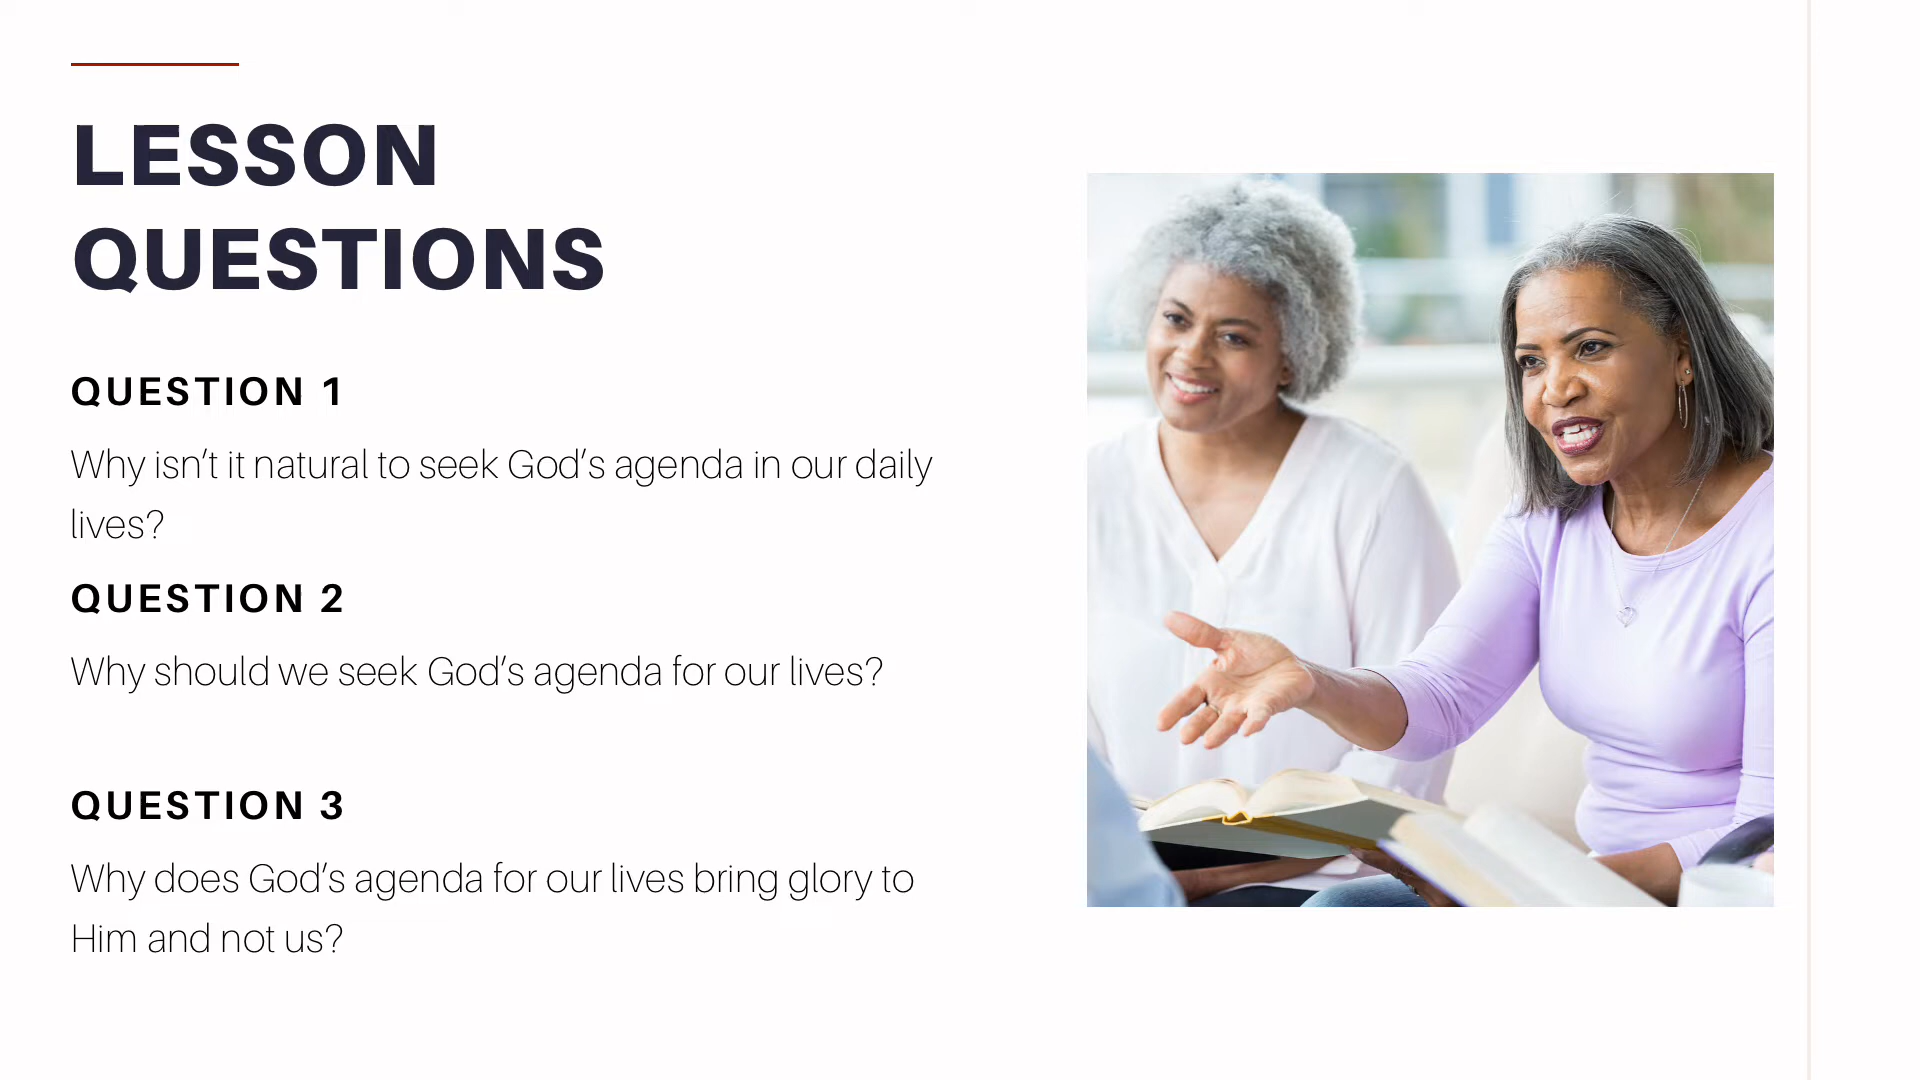 LESSON
QUESTIONS
QUESTION 1
Why isn’t it natural to seek God’s agenda in our daily
lives?
QUESTION 2
Why should we seek God’s agenda for our lives?
QUESTION 3
Why does God’s agenda for our lives bring glory to
Him and not us?